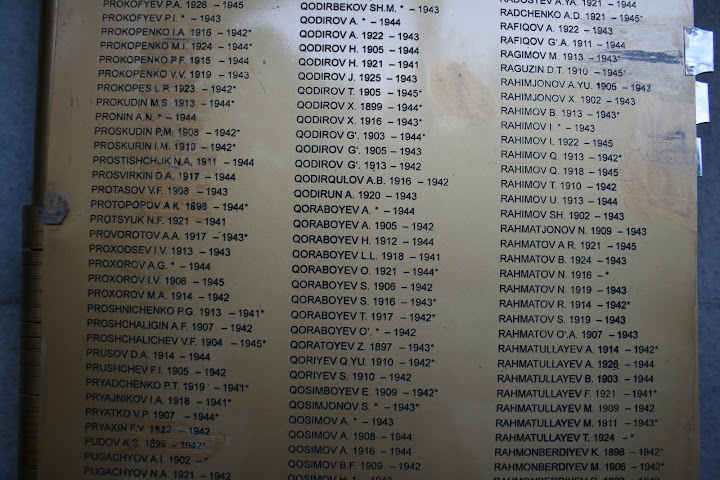 PROKOFYEV P.A. 1926 – 1945
PROKOFYEV P.I. * – 1943
PROKOPENKO I.A. 1916 – 1942*
PROKOPENKO M.I. 1924 – 1944*
PROKOPENKO P.F. 1915 – 1944
PROKOPENKO V.V. 1919 – 1943
PROKOPES L.P. 1923 – 1942*
PROKUDIN M.S. 1913 – 1944*
PRONIN A.N. * – 1944
PROSKUDIN P.M. 1908 – 1942*
PROSKURIN I.M. 1910 – 1942*
PROSTISHCHUK N.A. 1911 – 1944
PROSVIRKIN D.A. 1917 – 1944
PROTASOV V.F. 1908 – 1943
PROTOPOPOV A.K. 1898 – 1944*
PROTSYUK N.F. 1921 – 1941
PROVOROTOV A.A. 1917 – 1943*
PROXODSEV I.V. 1913 – 1943
PROXOROV A.G. * – 1944
PROXOROV I.V. 1906 – 1945
PROXOROV M.A. 1914 – 1942
PROSHNICHENKO P.G. 1913 – 1941*
PROSHCHALIGIN A.F. 1907 – 1942
PROSHCHALICHEV V.F. 1904 – 1945*
PRUSOV D.A. 1914 – 1944
PRUSHCHEV F.I. 1905 – 1942
PRYADCHENKO P.T. 1919 – 1941*
PRYAJNIKOV I.A. 1918 – 1941*
PRYATKO V.P. 1907 – 1944*
PRYAXIN F.V. 1923 – 1942
PUDOV A.S. 1896 – 1942*
PUGACHYOV A.I. 1902 – *
PUGACHYOV N.A. 1921 – 1942
QODIRBEKOV SH.M. * – 1943
QODIROV A. * – 1944
QODIROV A. 1922 – 1943
QODIROV H. 1905 – 1944
QODIROV H. 1921 – 1941
QODIROV J. 1925 – 1943
QODIROV T. 1905 – 1945*
QODIROV X. 1899 – 1944*
QODIROV X. 1916 – 1943*
QODIROV G'. 1903 – 1944*
QODIROV G'. 1905 – 1943
QODIROV G'. 1913 – 1942
QODIRQULOV A.B. 1916 – 1942
QODIRUN A. 1920 – 1943
QORABOYEV A. * – 1944
QORABOYEV A. 1905 – 1942
QORABOYEV H. 1912 – 1944
QORABOYEV L.L. 1918 – 1941
QORABOYEV O. 1921 – 1944*
QORABOYEV S. 1906 – 1942
QORABOYEV S. 1916 – 1943*
QORABOYEV T. 1917 – 1942*
QORABOYEV O'. * – 1942
QORATOYEV Z. 1897 – 1943*
QORIYEV Q.YU. 1910 – 1942*
QORIYEV S. 1910 – 1942
QOSIMBOYEV E. 1909 – 1942*
QOSIMJONOV S. * – 1943*
QOSIMOV A. * – 1943
QOSIMOV A. 1908 – 1944
QOSIMOV A. 1916 – 1944
QOSIMOV B.F. 1909 – 1942
QOSIMOV H. * – 1943
RADOSTEV A.YA. 1921 – 1944
RADCHENKO A.D. 1921 – 1945*
RAFIQOV A. 1922 – 1943
RAFIQOV G'.A. 1911 – 1944
RAGIMOV M. 1913 – 1943*
RAGUZIN D.T. 1910 – 1945*
RAHIMJONOV A.YU. 1905 – 1943
RAHIMJONOV X. 1902 – 1943
RAHIMOV B. 1913 – 1943*
RAHIMOV I. * – 1943
RAHIMOV I. 1922 – 1945
RAHIMOV Q. 1913 – 1942*
RAHIMOV Q. 1918 – 1945
RAHIMOV T. 1910 – 1942
RAHIMOV U. 1913 – 1944
RAHIMOV SH. 1902 – 1943
RAHMATJONOV N. 1909 – 1943
RAHMATOV A.R. 1921 – 1945
RAHMATOV B. 1924 – 1943
RAHMATOV N. 1916 – *
RAHMATOV N. 1919 – 1943
RAHMATOV R. 1914 – 1942*
RAHMATOV S. 1919 – 1943
RAHMATOV O'.A. 1907 – 1943
RAHMATULLAYEV A. 1914 – 1942*
RAHMATULLAYEV A. 1926 – 1944
RAHMATULLAYEV B. 1903 – 1944
RAHMATULLAYEV F. 1921 – 1941*
RAHMATULLAYEV M. 1909 – 1942
RAHMATULLAYEV M. 1911 – 1943*
RAHMATULLAYEV T. 1924 – *
RAHMONBERDIYEV K. 1898 – 1942*
RAHMONBERDIYEV M. 1906 – 1942*